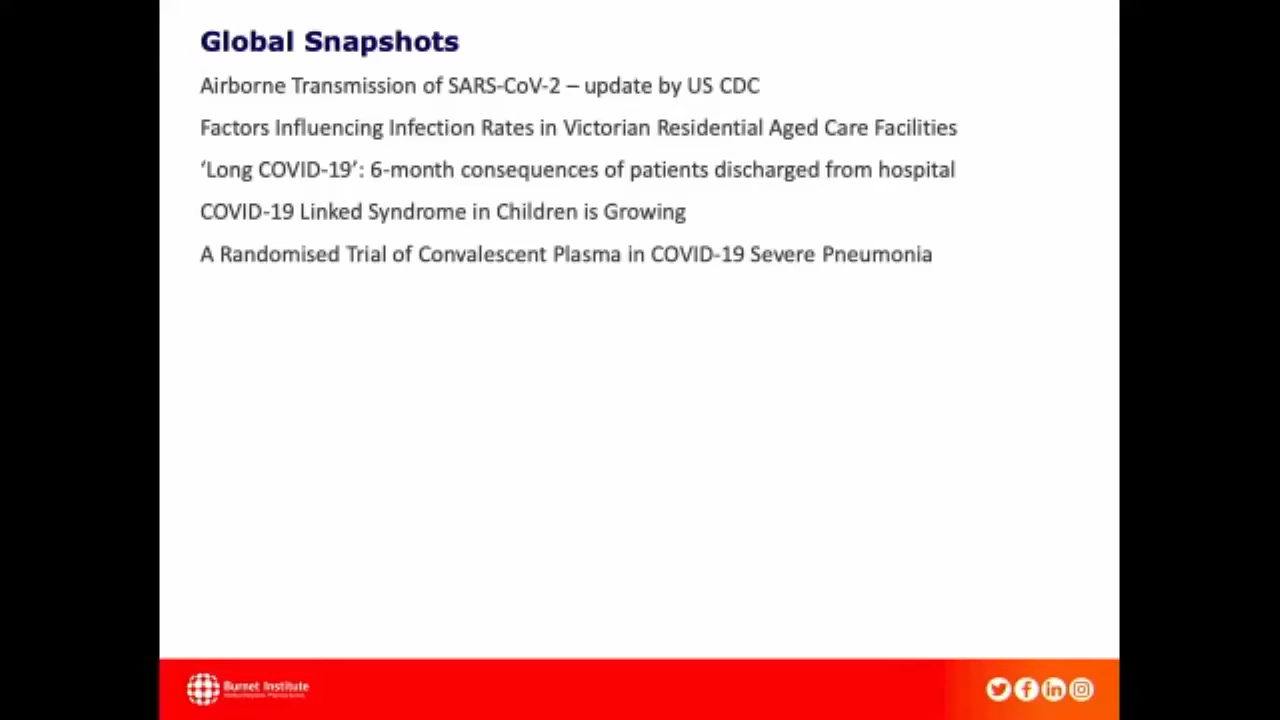 Global Snapshots
Airborne Transmission of SARS-CoV-2 – update by US CDC
Factors Influencing Infection Rates in Victorian Residential Aged Care Facilities
‘Long COVID-19’: 6-month consequences of patients discharged from hospital
COVID-19 Linked Syndrome in Children is Growing
A Randomised Trial of Convalescent Plasma in COVID-19 Severe Pneumonia
Burnet Institute